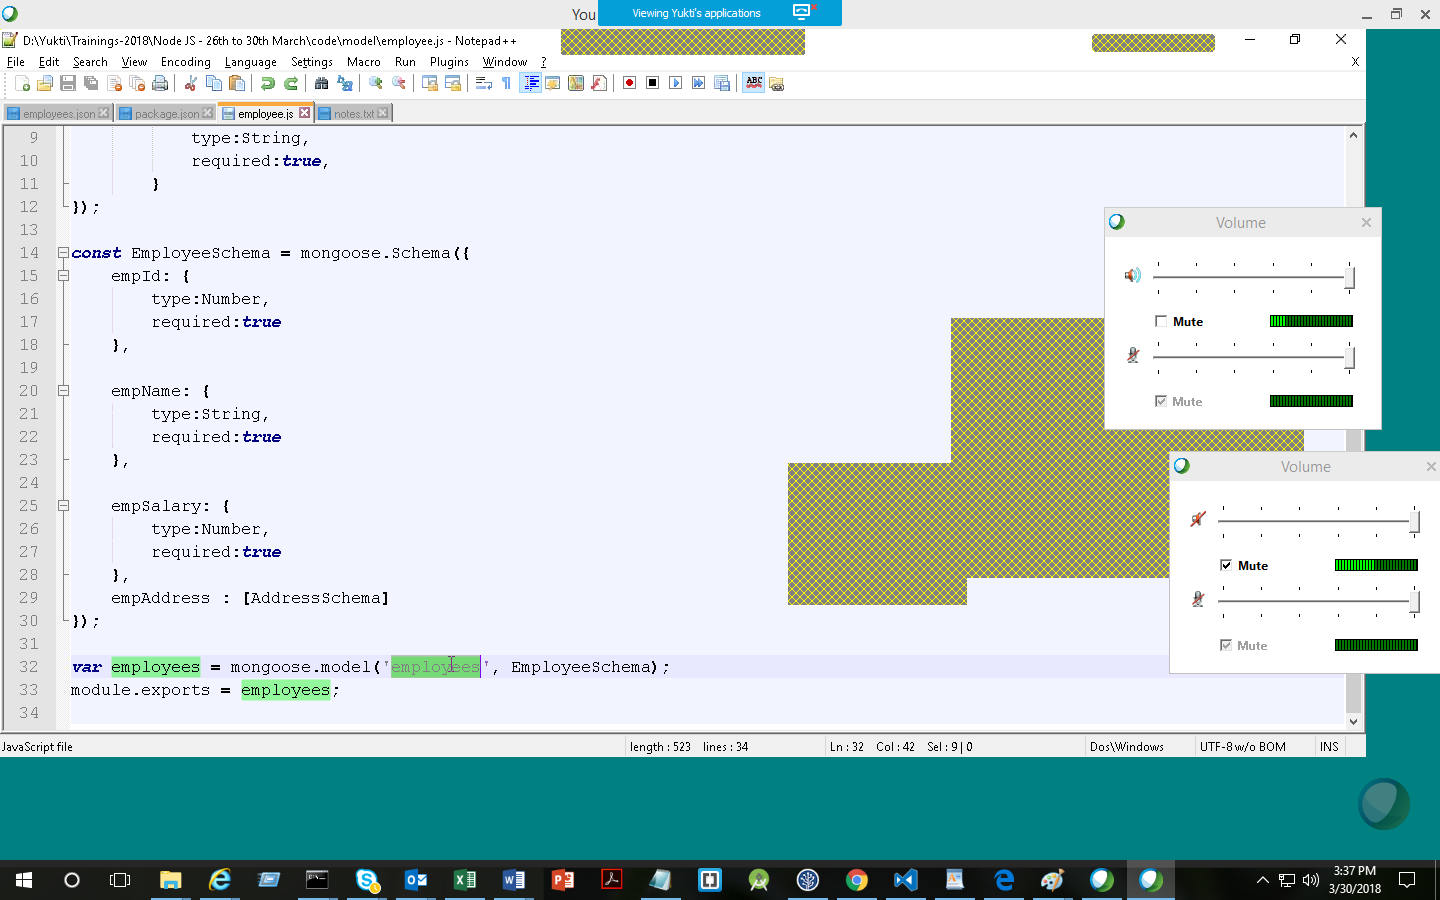 You
Viewing Yukti's applications
D:\Yukti\Trainings-2018\Node JS - 26th to 30th March\code\model\employee.js - Notepad++
File Edit Search View Encoding Language Settings Macro Run Plugins Window ? X
ABC
employees.json package.json employee.js notes.txt
9 type:String,
10 required:true,
11 }
12 });
13
14 const EmployeeSchema = mongoose.Schema({
15 empId: {
16 type:Number,
17 required:true
18 },
19
20 empName: {
21 type:String,
22 required:true
23 },
24
25 empSalary: {
26 type:Number,
27 required:true
28 },
29 empAddress : [AddressSchema]
30 });
31
32 var employees = mongoose.model('employees', EmployeeSchema);
33 module.exports = employees;
34
Volume
Mute
Mute
Volume
Mute
Mute
JavaScript file length : 523 lines : 34 Ln : 32 Col : 42 Sel : 9 | 0 Dos\Windows UTF-8 w/o BOM INS
3:37 PM
3/30/2018